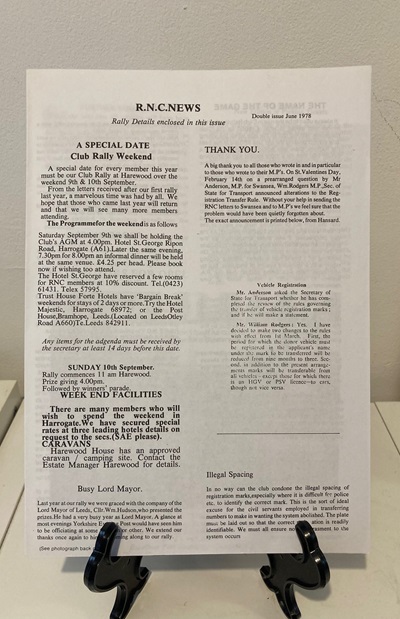 R.N.C.NEWS
Double issue June 1978
Rally Details enclosed in this issue
A SPECIAL DATE
Club Rally Weekend
A special date for every member this year
must be our Club Rally at Harewood over the
weekend 9th & 10th September.
From the letters received after our first rally
last year, a marvelous time was had by all. We
hope that those who came last year will return
and that we will see many more members
attending.
The Programme for the weekend is as follows
Saturday September 9th we shall be holding the
Club's AGM at 4.00pm. Hotel St.George Ripon
Road, Harrogate (A61).Later the same evening,
7.30pm for 8.00pm an informal dinner will be
held at the same venue. £4.25 per head. Please book
now if wishing too attend.
The Hotel St.George have reserved a few rooms
for RNC members at 10% discount. Tel.(0423)
61431. Telex 57995.
Trust House Forte Hotels have 'Bargain Break'
weekends for stays of 2 days or more.Try the Hotel
Majestic, Harrogate 68972; or the Post
House,Bramhope, Leeds.(Located on LeedsOtley
Road A660)Te.Leeds 842911.
Any items for the adgenda must be received by
the secretary at least 14 days before this date.
SUNDAY 10th September.
Rally commences 11 am Harewood.
Prize giving 4.00pm.
Followed by winners' parade.
WEEK END FACILITIES
There are many members who will
wish to spend the weekend in
Harrogate.We have secured special
rates at three leading hotels details on
request to the secs.(SAE please).
CARAVANS
Harewood House has an approved
caravan / camping site. Contact the
Estate Manager Harewood for details.
Busy Lord Mayor.
Last year at our rally we were graced with the company of the
Lord Mayor of Leeds, Cllr.Wm.Hudson,who presented the
prizes.He had a very busy year as Lord Mayor. A glance at
most evenings Yorkshire Post would have seen him
to be officiating at some or other. We extend our
thanks once again to him along to our rally.
(See photograph back
THANK YOU.
A big thank you to all those who wrote in and in particular
to those who wrote to their M.P's. On St.Valentines Day,
February 14th on a prearranged question by Mr
Anderson, M.P. for Swansea, Wm.Rodgers M.P.,Sec. of
State for Transport announced alterations to the Reg-
istration Transfer Rule. Without your help in sending the
RNC letters to Swansea and to M.P's we feel sure that the
problem would have been quietly forgotten about.
The exact announcement is printed below, from Hansard.
Vehicle Registration
Mr. Anderson asked the Secretary of
State for Transport whether he has com-
pleted the review of the rules governing
the transfer of vehicle registration marks;
and if he will make a statement.
Mr. William Rodgers: Yes. I have
decided to make two changes to the rules
with effect from 1st March. First, the
period for which the donor vehicle must
be registered in the applicant's name
under the mark to be transferred will be
reduced from nine months to three. Sec-
ond, in addition to the present arrange-
ments marks will be transferable from
all vehicles—except those for which there
is an HGV or PSV licence—to cars,
though not vice versa.
Illegal Spacing
In no way can the club condone the illegal spacing of
registration marks,especially where it is difficult for police
etc. to identify the correct mark. This is the sort of ideal
excuse for the civil servants employed in transferring
numbers to make in wanting the system abolished. The plate
must be laid out so that the correct is readily
identifiable. We must all ensure to the
system occurs